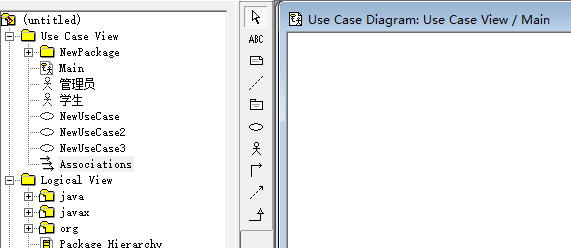 (untitled)
Use Case View
NewPackage
Main
管理员
学生
NewUseCase
NewUseCase2
NewUseCase3
Associations
Logical View
java
javax
org
Package Hierarchy
ABC
Use Case Diagram: Use Case View / Main